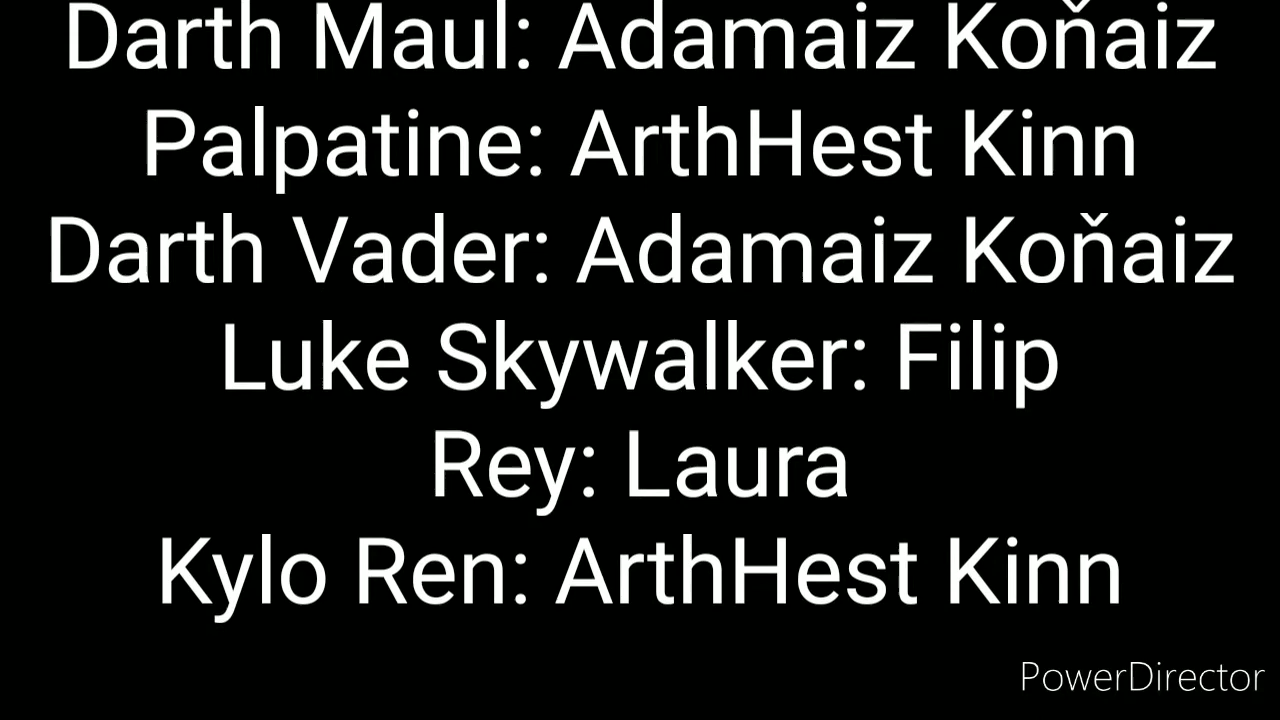 Darth Maul: Adamaiz Koňaiz
Palpatine: ArthHest Kinn
Darth Vader: Adamaiz Koňaiz
Luke Skywalker: Filip
Rey: Laura
Kylo Ren: ArthHest Kinn
PowerDirector